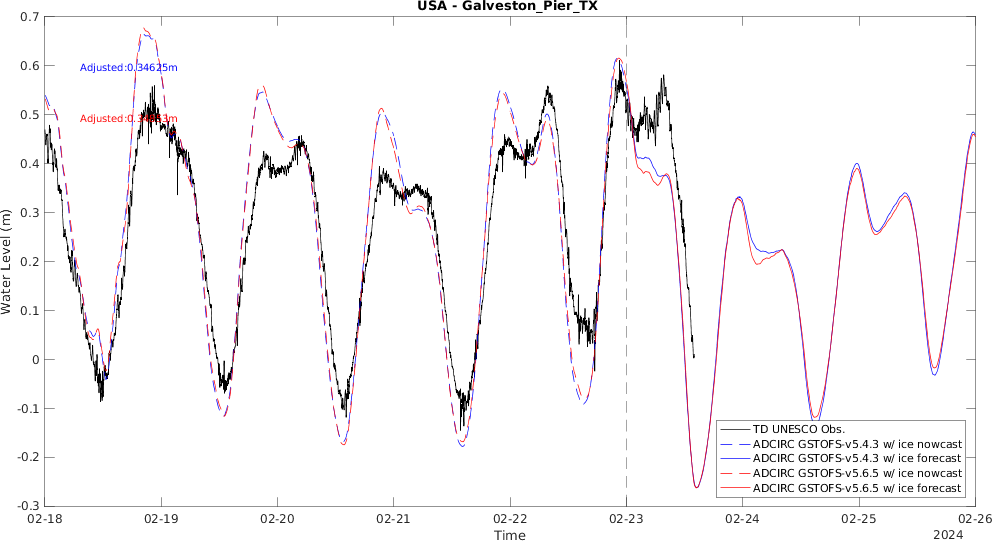 USA - Galveston_Pier_TX
0.7
0.6
0.5
0.4
0.3
0.2
0.1
0
-0.1
-0.2
-0.3
Water Level (m)
Adjusted:0.34625m
TD UNESCO Obs.
ADCIRC GSTOFS-v5.4.3 w/ ice nowcast
ADCIRC GSTOFS-v5.4.3 w/ ice forecast
ADCIRC GSTOFS-v5.6.5 w/ ice nowcast
ADCIRC GSTOFS-v5.6.5 w/ ice forecast
02-18 02-19 02-20 02-21 02-22 02-23 02-24 02-25 02-26
Time
2024